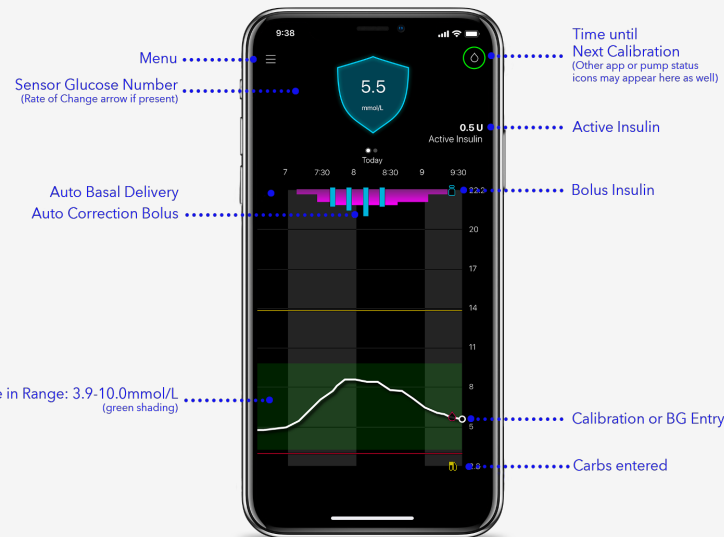 9:38
Menu
Sensor Glucose Number
(Rate of Change arrow if present)
5.5
mmol/L
Time until
Next Calibration
(Other app or pump status
icons may appear here as well)
0.5 U
Active Insulin
Active Insulin
Today
7 7:30 8 8:30 9 9:30
Auto Basal Delivery
Auto Correction Bolus
22.2
Bolus Insulin
20
17
14
11
8
5
in Range: 3.9-10.0mmol/L
(green shading)
Calibration or BG Entry
Carbs entered